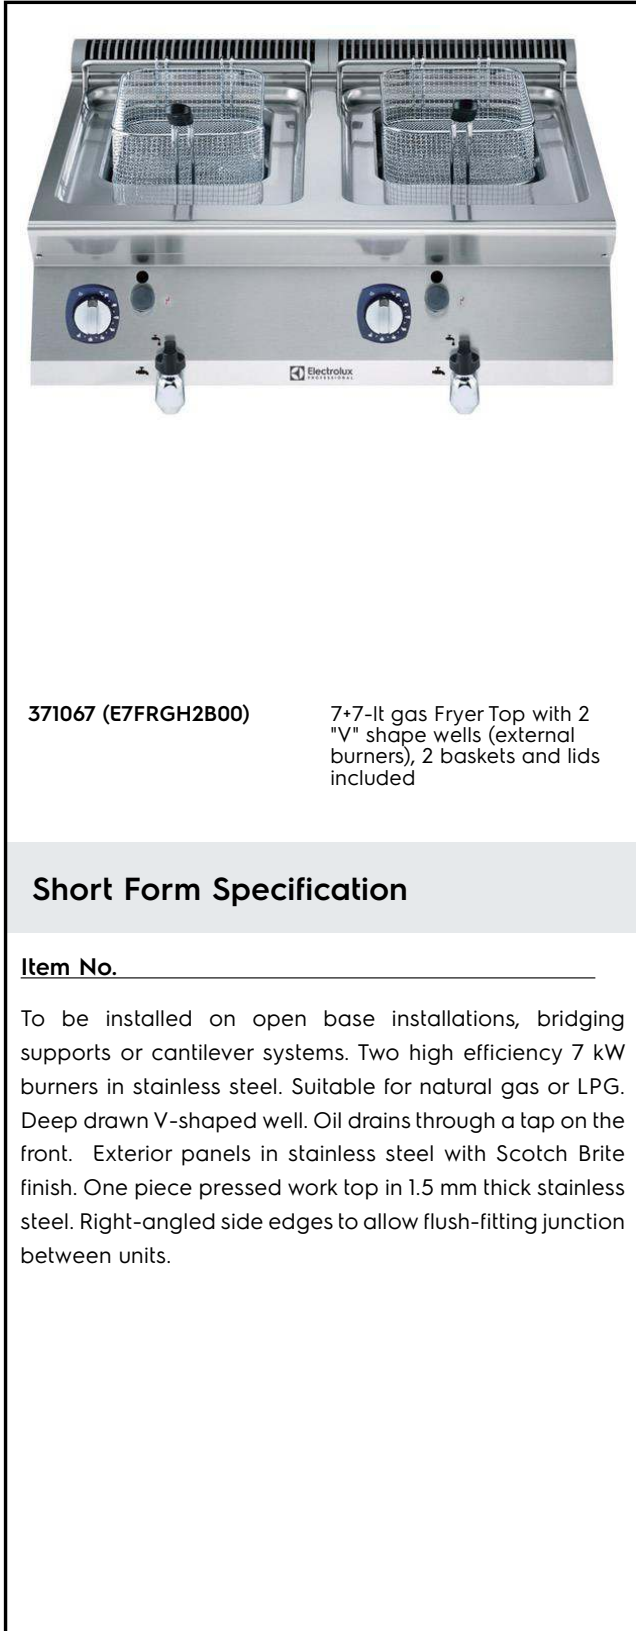 Electrolux
PROFESSIONAL
371067 (E7FRGH2B00)
7+7-lt gas Fryer Top with 2
"V" shape wells (external
burners), 2 baskets and lids
included
Short Form Specification
Item No.
To be installed on open base installations, bridging
supports or cantilever systems. Two high efficiency 7 kW
burners in stainless steel. Suitable for natural gas or LPG.
Deep drawn V-shaped well. Oil drains through a tap on the
front. Exterior panels in stainless steel with Scotch Brite
finish. One piece pressed work top in 1.5 mm thick stainless
steel. Right-angled side edges to allow flush-fitting junction
between units.